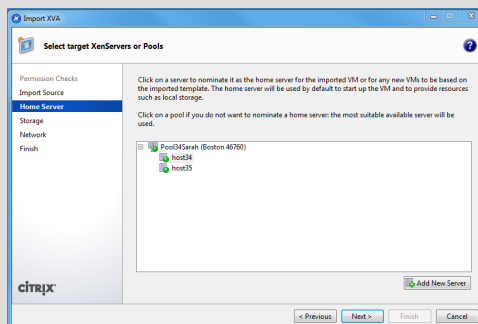 Import XVA
Select target XenServers or Pools
Permission Checks
Import Source
Home Server
Storage
Network
Finish
Click on a server to nominate it as the home server for the imported VM or for any new VMs to be based on
the imported template. The home server will be used by default to start up the VM and to provide resources
such as local storage.
Click on a pool if you do not want to nominate a home server: the most suitable available server will be
used.
Pool34Sarah (Boston 46760)
host34
host35
CITRIX
Add New Server
< Previous
Next >
Finish
Cancel